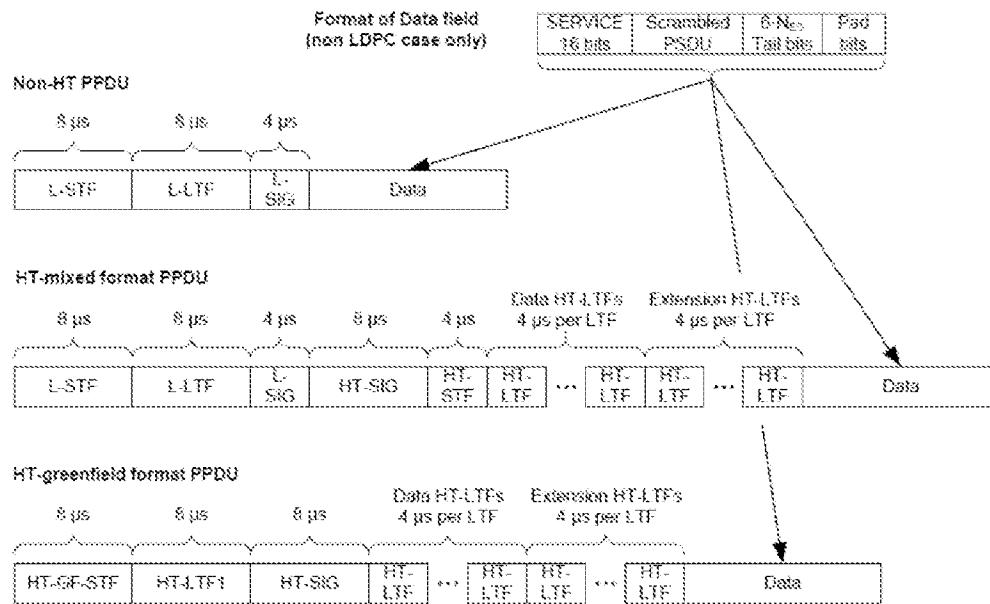 Format of Data field
(non LDPC case only)
SERVICE
16 bits
Scrambled
PSDU
6·N_ES
Tail bits
Pad
bits
Non-HT PPDU
8 µs
8 µs
4 µs
L-STF
L-LTF
L-
SIG
Data
HT-mixed format PPDU
Data HT-LTFs
4 µs per LTF
Extension HT-LTFs
4 µs per LTF
8 µs
8 µs
4 µs
8 µs
4 µs
L-STF
L-LTF
L-
SIG
HT-SIG
HT-
STF
HT-
LTF
...
HT-
LTF
HT-
LTF
...
HT-
LTF
Data
HT-greenfield format PPDU
Data HT-LTFs
4 µs per LTF
Extension HT-LTFs
4 µs per LTF
8 µs
8 µs
8 µs
HT-GF-STF
HT-LTF1
HT-SIG
HT-
LTF
...
HT-
LTF
HT-
LTF
...
HT-
LTF
Data